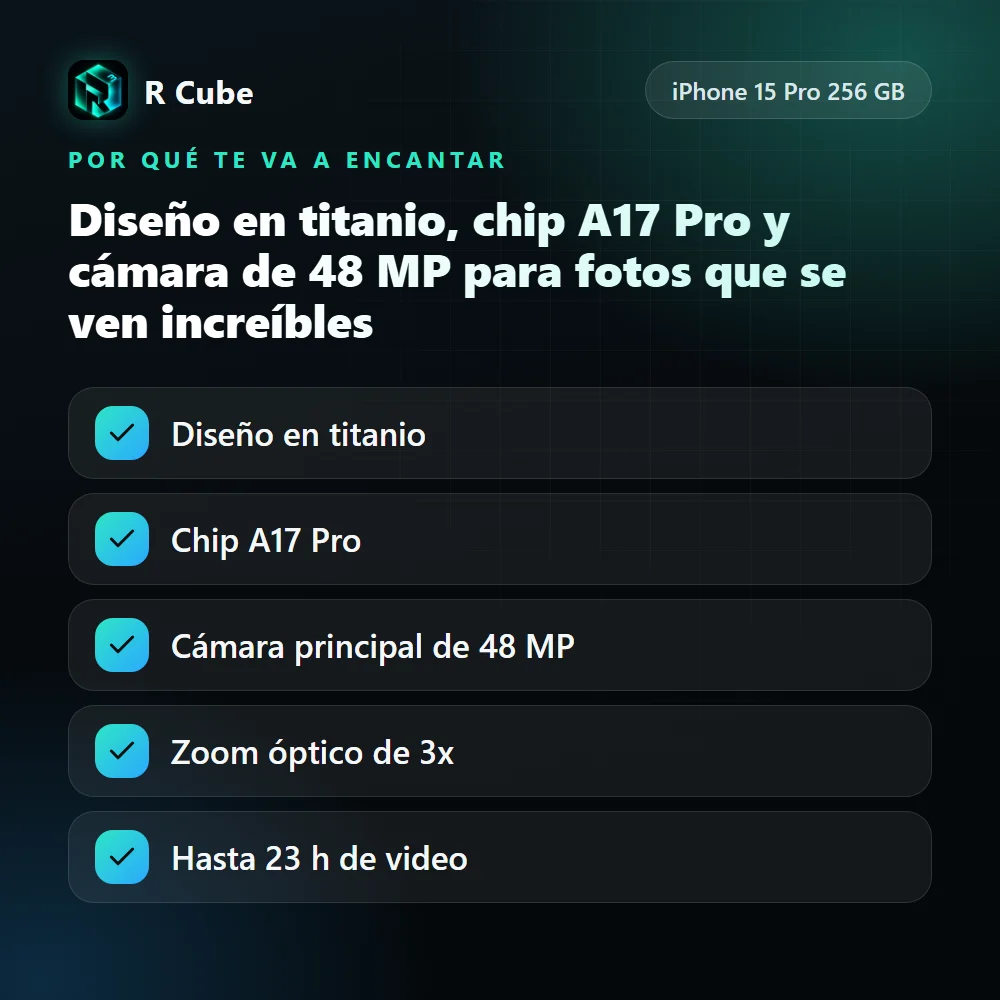 R Cube
iPhone 15 Pro 256 GB
POR QUÉ TE VA A ENCANTAR
Diseño en titanio, chip A17 Pro y
cámara de 48 MP para fotos que se
ven increíbles
Diseño en titanio
Chip A17 Pro
Cámara principal de 48 MP
Zoom óptico de 3x
Hasta 23 h de video